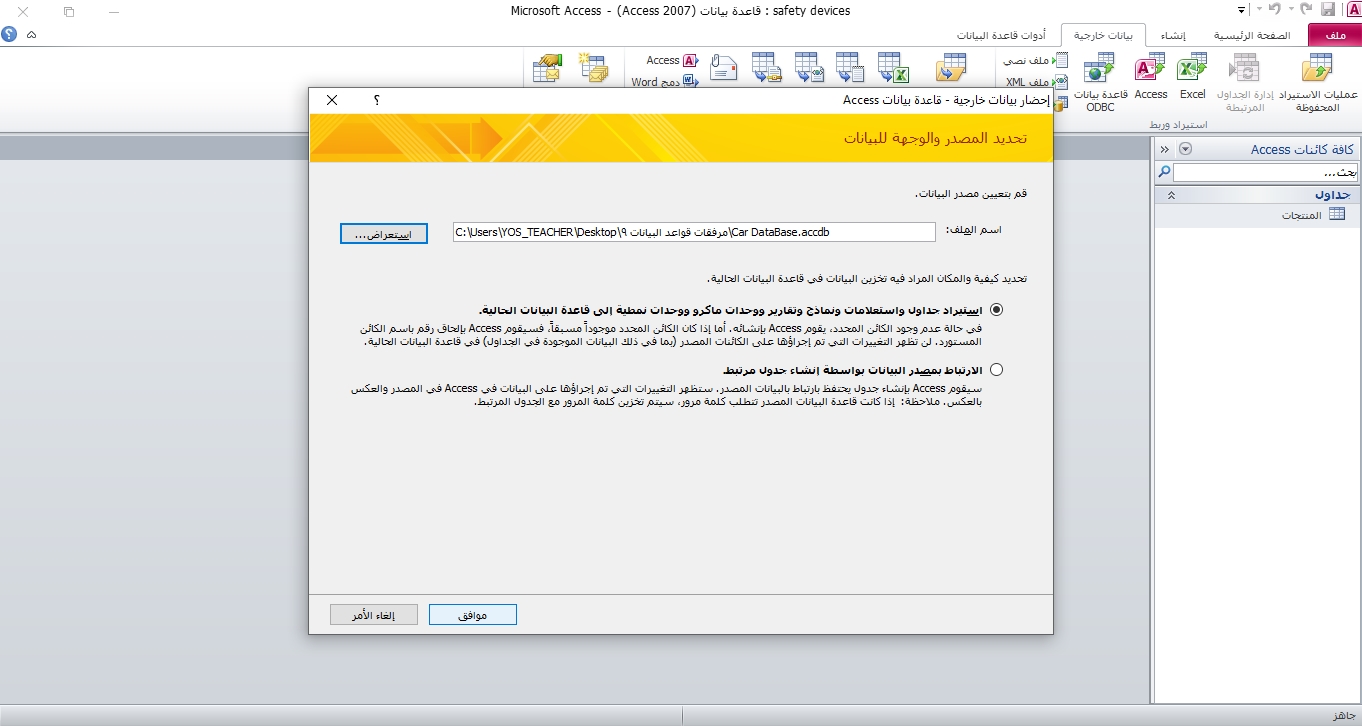 safety devices : قاعدة بيانات (Access 2007) - Microsoft Access
ملف
الصفحة الرئيسية
إنشاء
بيانات خارجية
أدوات قاعدة البيانات
عمليات الاستيراد
المحفوظة
إدارة الجداول
المرتبطة
Excel
Access
قاعدة بيانات
ODBC
ملف نصي
ملف XML
استيراد وربط
Access
دمج Word
كافة كائنات Access
بحث...
جداول
المنتجات
إحضار بيانات خارجية - قاعدة بيانات Access
؟
تحديد المصدر والوجهة للبيانات
قم بتعيين مصدر البيانات.
اسم الملف:
C:\Users\YOS_TEACHER\Desktop\مرفقات قواعد البيانات ٩\Car DataBase.accdb
استعراض...
تحديد كيفية والمكان المراد فيه تخزين البيانات في قاعدة البيانات الحالية.
استيراد جداول واستعلامات ونماذج وتقارير ووحدات ماكرو ووحدات نمطية إلى قاعدة البيانات الحالية.
في حالة عدم وجود الكائن المحدد، يقوم Access بإنشائه. أما إذا كان الكائن المحدد موجوداً مسبقاً، فسيقوم Access بإلحاق رقم باسم الكائن
المستورد. لن تظهر التغييرات التي تم إجراؤها على الكائنات المصدر (بما في ذلك البيانات الموجودة في الجداول) في قاعدة البيانات الحالية.
الارتباط بمصدر البيانات بواسطة إنشاء جدول مرتبط.
سيقوم Access بإنشاء جدول يحتفظ بارتباط بالبيانات المصدر. ستظهر التغييرات التي تم إجراؤها على البيانات في Access في المصدر والعكس
بالعكس. ملاحظة: إذا كانت قاعدة البيانات المصدر تتطلب كلمة مرور، سيتم تخزين كلمة المرور مع الجدول المرتبط.
موافق
إلغاء الأمر
جاهز